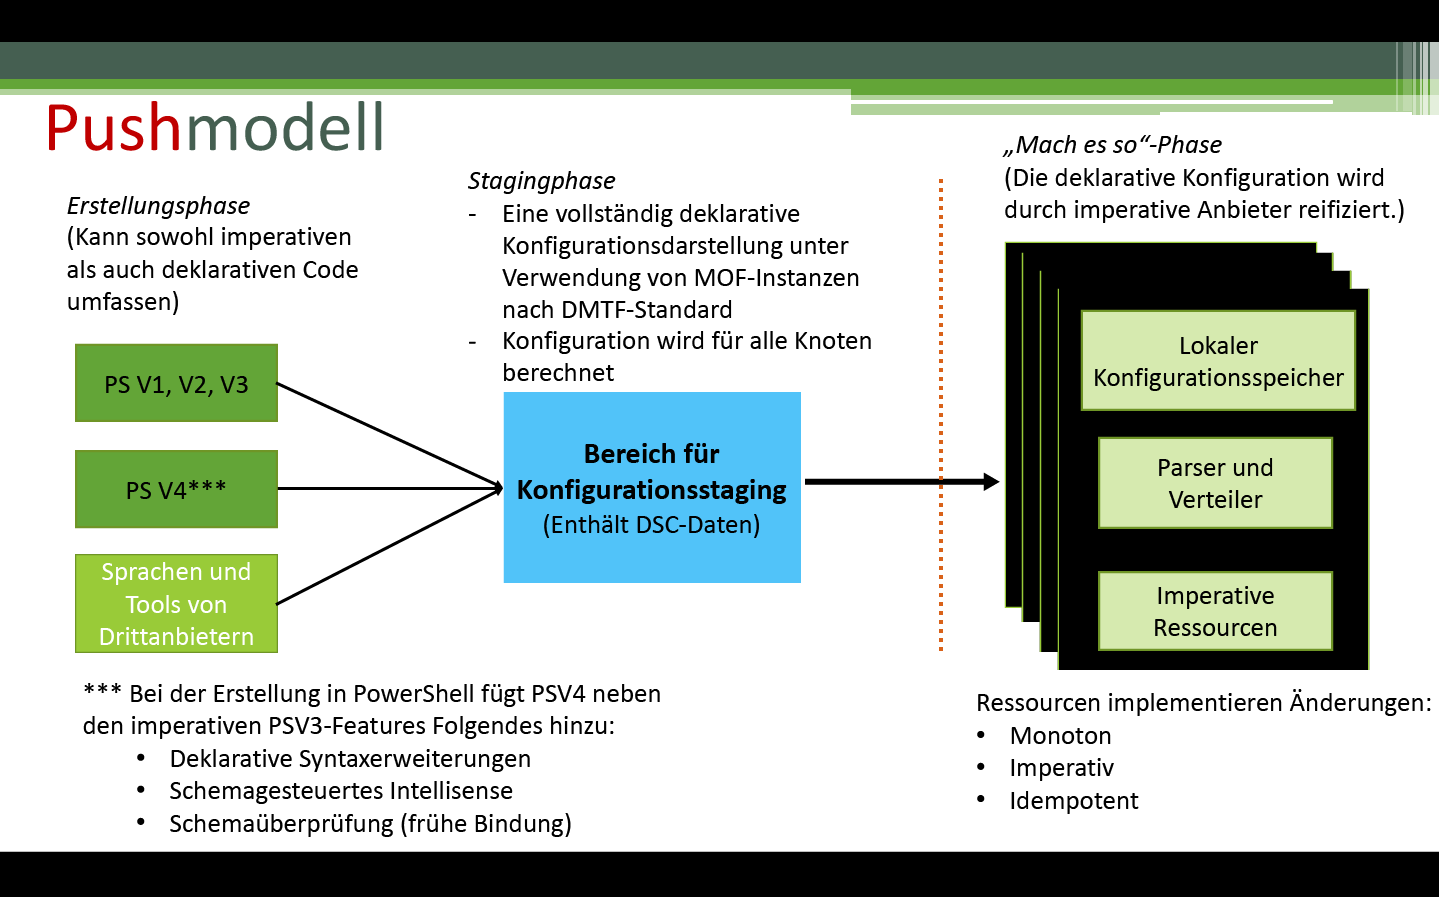 Pushmodell
Erstellungsphase
(Kann sowohl imperativen
als auch deklarativen Code
umfassen)
PS V1, V2, V3
PS V4***
Sprachen und
Tools von
Drittanbietern
Stagingphase
- Eine vollständig deklarative
Konfigurationsdarstellung unter
Verwendung von MOF-Instanzen
nach DMTF-Standard
- Konfiguration wird für alle Knoten
berechnet
Bereich für
Konfigurationsstaging
(Enthält DSC-Daten)
„Mach es so“-Phase
(Die deklarative Konfiguration wird
durch imperative Anbieter reifiziert.)
Lokaler
Konfigurationsspeicher
Parser und
Verteiler
Imperative
Ressourcen
*** Bei der Erstellung in PowerShell fügt PSV4 neben
den imperativen PSV3-Features Folgendes hinzu:
• Deklarative Syntaxerweiterungen
• Schemagesteuertes Intellisense
• Schemaüberprüfung (frühe Bindung)
Ressourcen implementieren Änderungen:
• Monoton
• Imperativ
• Idempotent